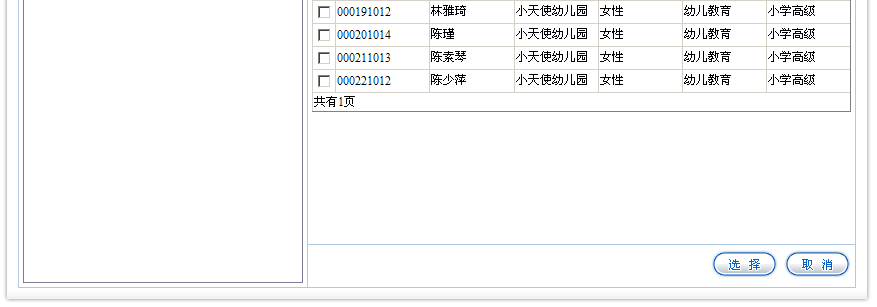 000191012 林雅琦 小天使幼儿园 女性 幼儿教育 小学高级
000201014 陈瑾 小天使幼儿园 女性 幼儿教育 小学高级
000211013 陈素琴 小天使幼儿园 女性 幼儿教育 小学高级
000221012 陈少萍 小天使幼儿园 女性 幼儿教育 小学高级
共有1页
选 择 取 消